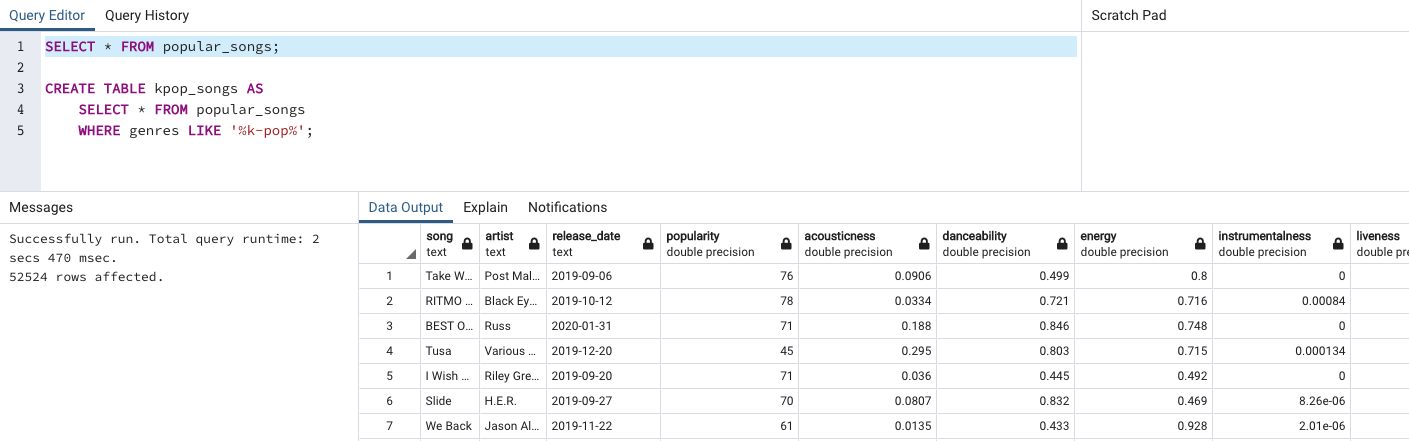 Query Editor Query History Scratch Pad
1 SELECT * FROM popular_songs;
2
3 CREATE TABLE kpop_songs AS
4 SELECT * FROM popular_songs
5 WHERE genres LIKE '%k-pop%';
Messages
Successfully run. Total query runtime: 2
secs 470 msec.
52524 rows affected.
Data Output Explain Notifications
song artist release_date popularity acousticness danceability energy instrumentalness liveness
text text text double precision double precision double precision double precision double precision double pre
1 Take W... Post Mal... 2019-09-06 76 0.0906 0.499 0.8 0
2 RITMO ... Black Ey... 2019-10-12 78 0.0334 0.721 0.716 0.00084
3 BEST O... Russ 2020-01-31 71 0.188 0.846 0.748 0
4 Tusa Various ... 2019-12-20 45 0.295 0.803 0.715 0.000134
5 I Wish ... Riley Gre... 2019-09-20 71 0.036 0.445 0.492 0
6 Slide H.E.R. 2019-09-27 70 0.0807 0.832 0.469 8.26e-06
7 We Back Jason Al... 2019-11-22 61 0.0135 0.433 0.928 2.01e-06